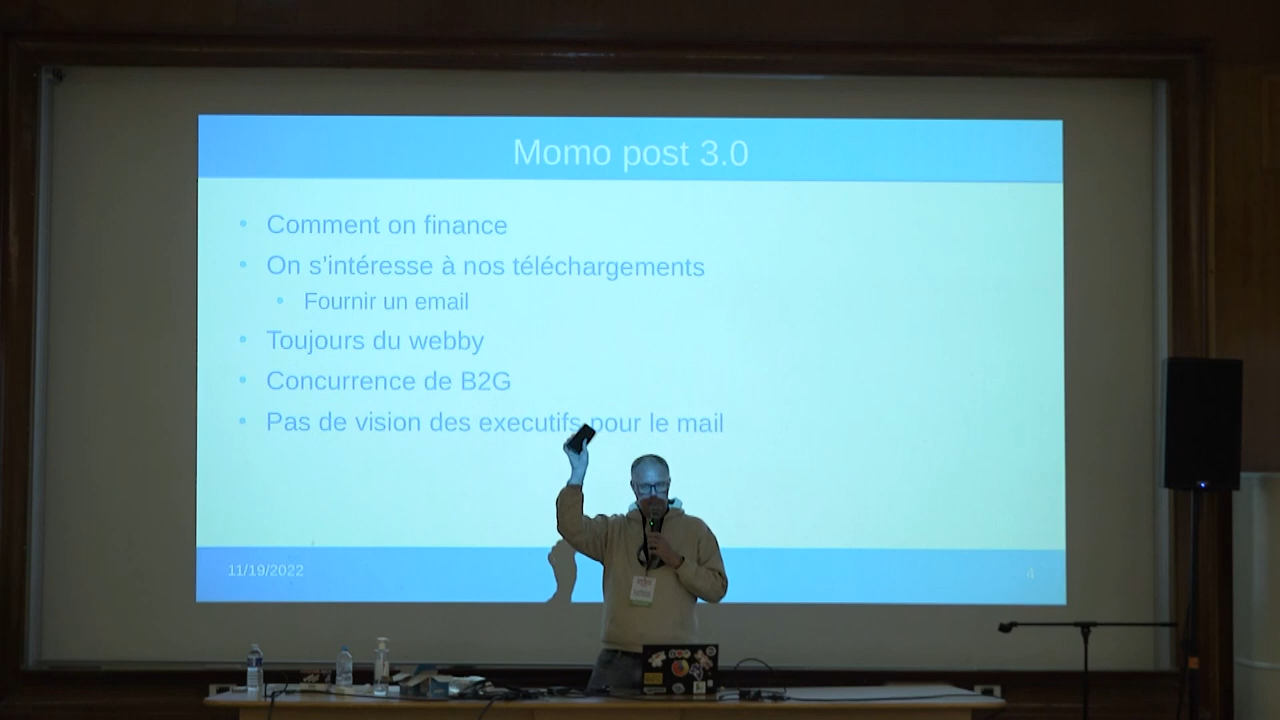 Momo post 3.0
• Comment on finance
• On s'intéresse à nos téléchargements
• Fournir un email
• Toujours du webby
• Concurrence de B2G
• Pas de vision des executifs pour le mail
11/19/2022
4